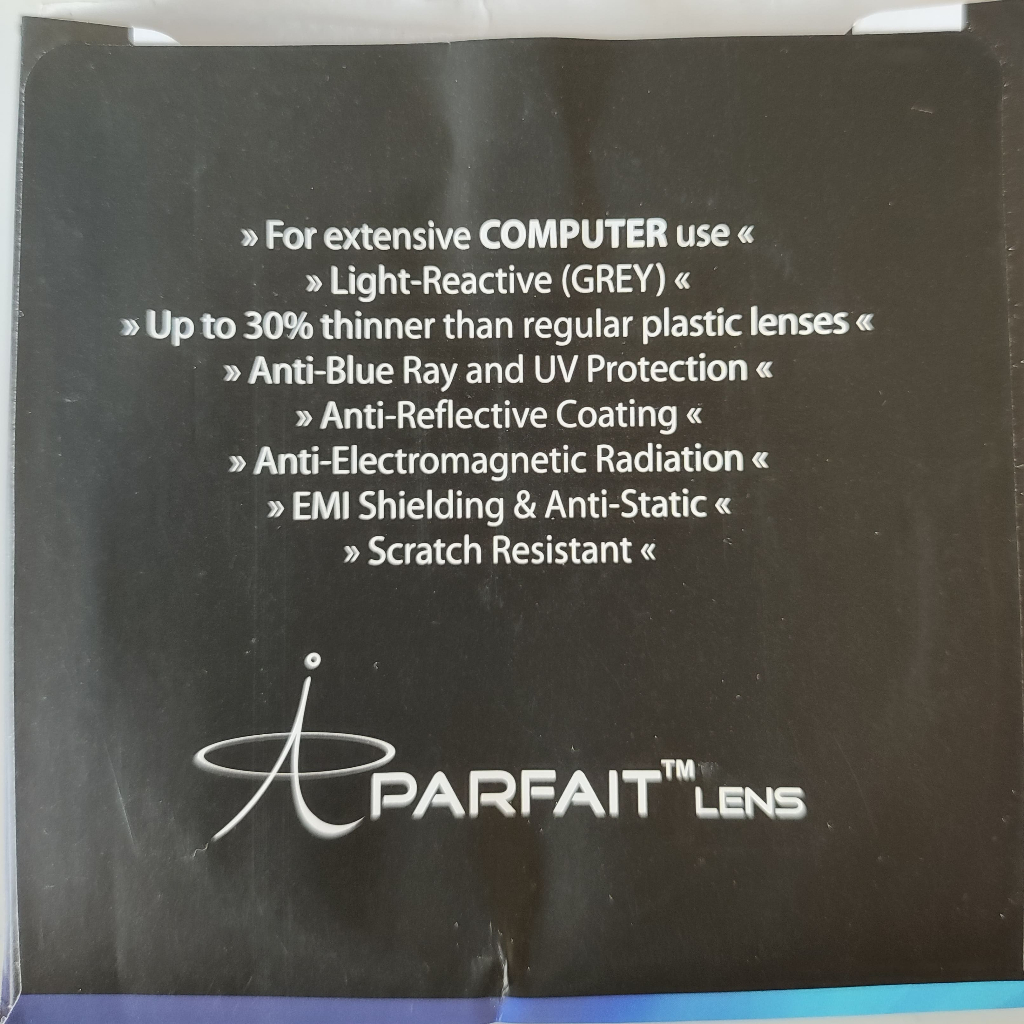 » For extensive COMPUTER use «
» Light-Reactive (GREY) «
» Up to 30% thinner than regular plastic lenses «
» Anti-Blue Ray and UV Protection «
» Anti-Reflective Coating «
» Anti-Electromagnetic Radiation «
» EMI Shielding & Anti-Static «
» Scratch Resistant «
PARFAIT™ LENS